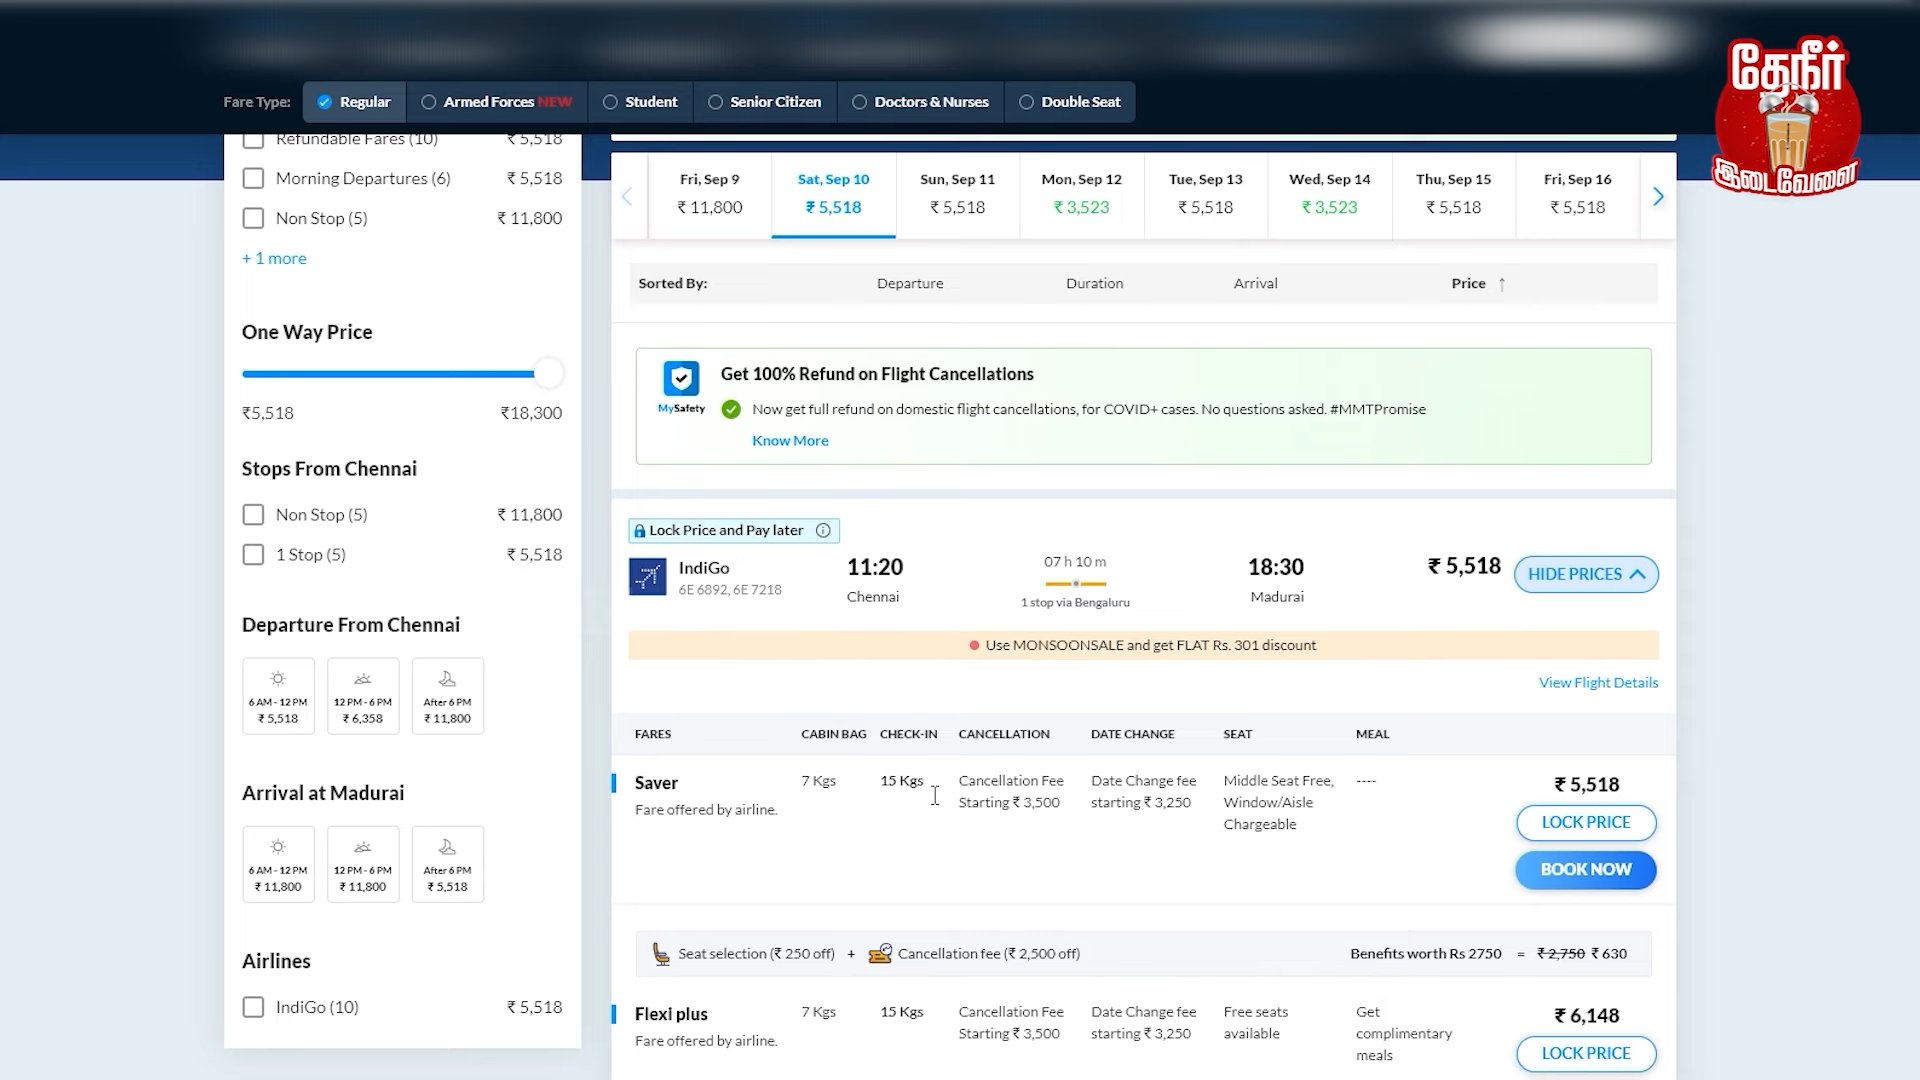 Fare Type:
Regular
Armed Forces NEW
Student
Senior Citizen
Doctors & Nurses
Double Seat
தேநீர்
இடைவேளை
Refundable Fares (10) ₹ 5,518
Morning Departures (6) ₹ 5,518
Non Stop (5) ₹ 11,800
+ 1 more
One Way Price
₹5,518 ₹18,300
Stops From Chennai
Non Stop (5) ₹ 11,800
1 Stop (5) ₹ 5,518
Departure From Chennai
6 AM - 12 PM 12 PM - 6 PM After 6 PM
₹ 5,518 ₹ 6,358 ₹ 11,800
Arrival at Madurai
6 AM - 12 PM 12 PM - 6 PM After 6 PM
₹ 11,800 ₹ 11,800 ₹ 5,518
Airlines
IndiGo (10) ₹ 5,518
Fri, Sep 9 Sat, Sep 10 Sun, Sep 11 Mon, Sep 12 Tue, Sep 13 Wed, Sep 14 Thu, Sep 15 Fri, Sep 16
₹ 11,800 ₹ 5,518 ₹ 5,518 ₹ 3,523 ₹ 5,518 ₹ 3,523 ₹ 5,518 ₹ 5,518
Sorted By: Departure Duration Arrival Price ↑
Get 100% Refund on Flight Cancellations
MySafety
Now get full refund on domestic flight cancellations, for COVID+ cases. No questions asked. #MMTPromise
Know More
Lock Price and Pay later
IndiGo 11:20 07 h 10 m 18:30 ₹ 5,518 HIDE PRICES
6E 6892, 6E 7218 Chennai 1 stop via Bengaluru Madurai
Use MONSOONSALE and get FLAT Rs. 301 discount
View Flight Details
FARES CABIN BAG CHECK-IN CANCELLATION DATE CHANGE SEAT MEAL
Saver 7 Kgs 15 Kgs Cancellation Fee Date Change fee Middle Seat Free, ---- ₹ 5,518
Fare offered by airline. Starting ₹ 3,500 starting ₹ 3,250 Window/Aisle
Chargeable
LOCK PRICE
BOOK NOW
Seat selection (₹ 250 off) + Cancellation fee (₹ 2,500 off) Benefits worth Rs 2750 = ₹ 2,750 ₹ 630
Flexi plus 7 Kgs 15 Kgs Cancellation Fee Date Change fee Free seats Get ₹ 6,148
Fare offered by airline. Starting ₹ 3,500 starting ₹ 3,250 available complimentary
meals
LOCK PRICE